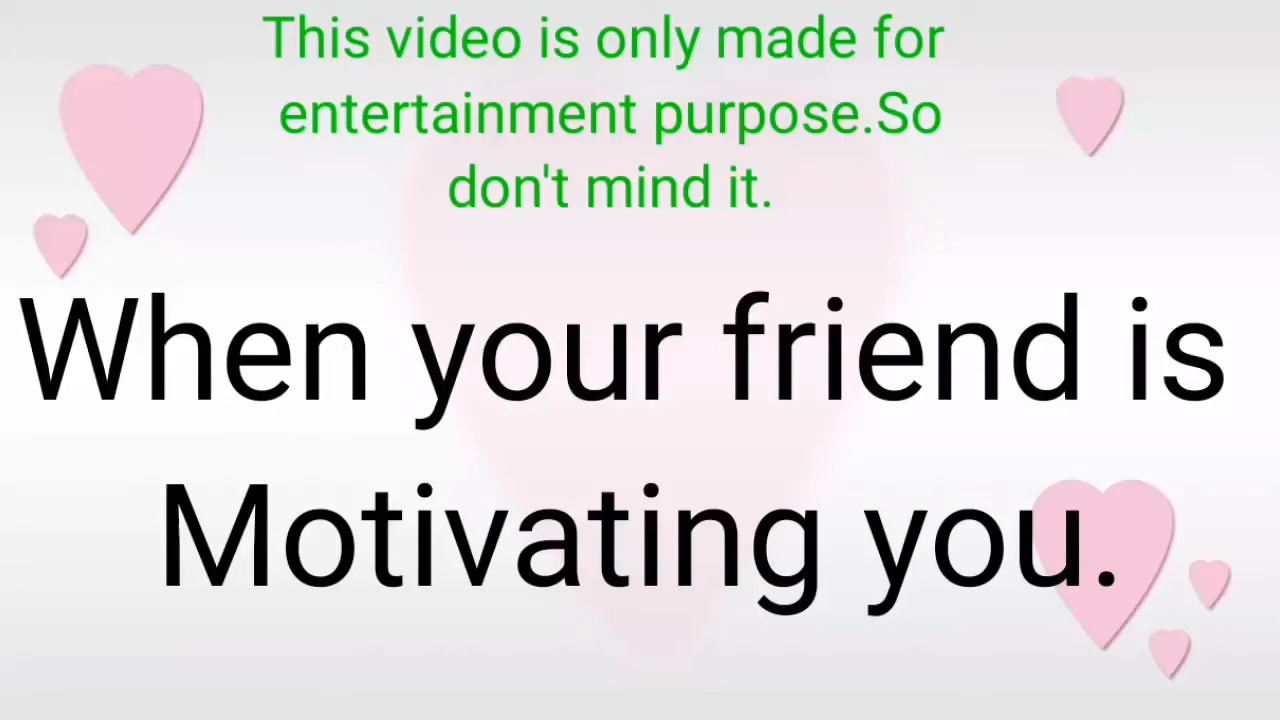 This video is only made for
entertainment purpose.So
don't mind it.
When your friend is
Motivating you.